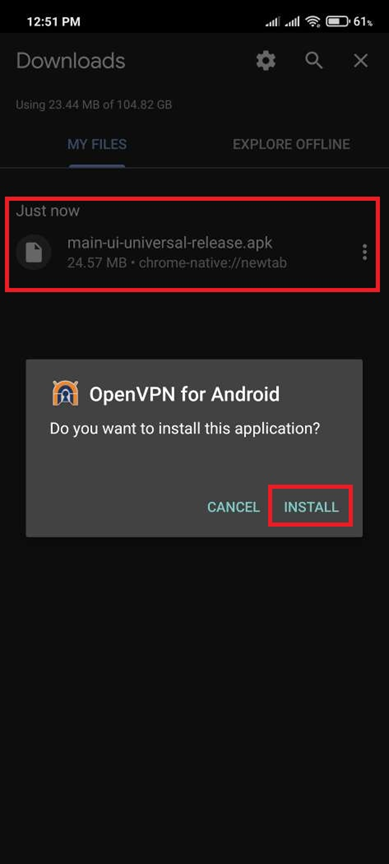 12:51 PM
61%
Downloads
Using 23.44 MB of 104.82 GB
MY FILES
EXPLORE OFFLINE
Just now
main-ui-universal-release.apk
24.57 MB • chrome-native://newtab
OpenVPN for Android
Do you want to install this application?
CANCEL
INSTALL